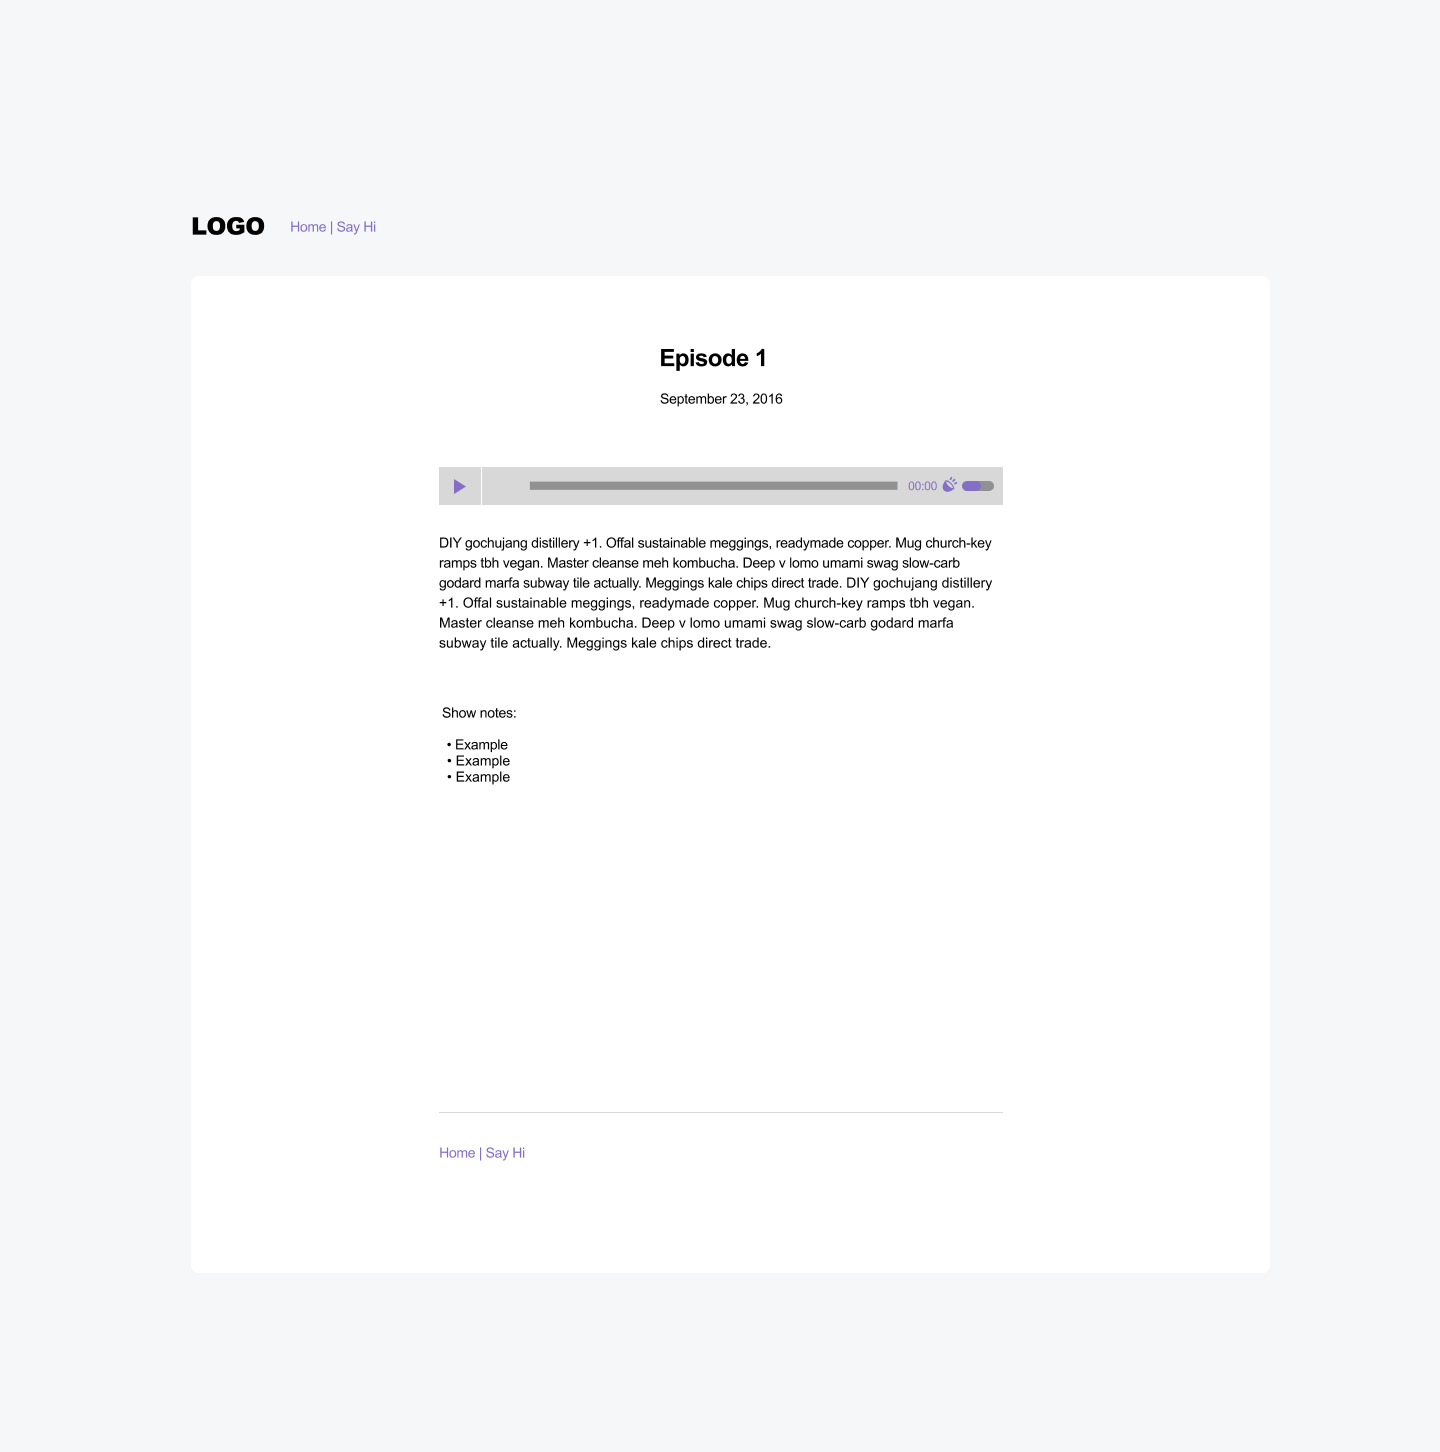 LOGO Home | Say Hi
Episode 1
September 23, 2016
00:00
DIY gochujang distillery +1. Offal sustainable meggings, readymade copper. Mug church-key
ramps tbh vegan. Master cleanse meh kombucha. Deep v lomo umami swag slow-carb
godard marfa subway tile actually. Meggings kale chips direct trade. DIY gochujang distillery
+1. Offal sustainable meggings, readymade copper. Mug church-key ramps tbh vegan.
Master cleanse meh kombucha. Deep v lomo umami swag slow-carb godard marfa
subway tile actually. Meggings kale chips direct trade.
Show notes:
• Example
• Example
• Example
Home | Say Hi